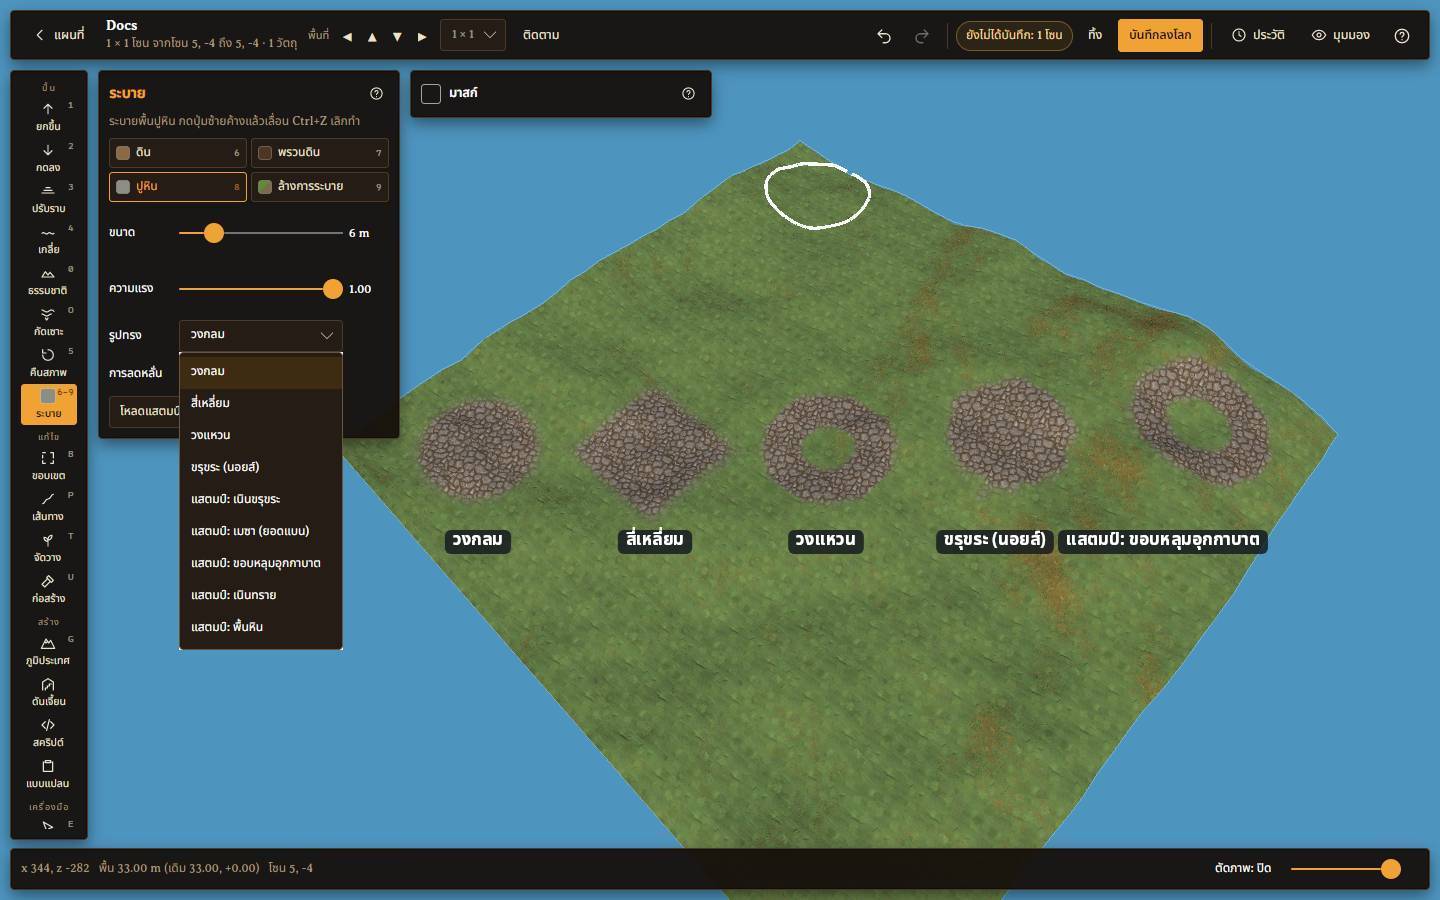 แผนที่
Docs
1 × 1 โซน จากโซน 5, -4 ถึง 5, -4 · 1 วัตถุ
พื้นที่
1 × 1
ติดตาม
ยังไม่ได้บันทึก: 1 โซน
ทิ้ง
บันทึกลงโลก
ประวัติ
มุมมอง
ปั้น
1
ยกขึ้น
2
กดลง
3
ปรับราบ
4
เกลี่ย
0
ธรรมชาติ
O
กัดเซาะ
5
คืนสภาพ
6-9
ระบาย
แก้ไข
B
ขอบเขต
P
เส้นทาง
T
จัดวาง
U
ก่อสร้าง
สร้าง
G
ภูมิประเทศ
ดันเจี้ยน
สคริปต์
แบบแปลน
เครื่องมือ
E
ระบาย
ระบายพื้นปูหิน กดปุ่มซ้ายค้างแล้วเลื่อน Ctrl+Z เลิกทำ
ดิน 6
พรวนดิน 7
ปูหิน 8
ล้างการระบาย 9
ขนาด 6 m
ความแรง 1.00
รูปทรง วงกลม
การลดหลั่น
โหลดแสตมป์
วงกลม
สี่เหลี่ยม
วงแหวน
ขรุขระ (นอยส์)
แสตมป์: เนินขรุขระ
แสตมป์: เมซา (ยอดแบน)
แสตมป์: ขอบหลุมอุกกาบาต
แสตมป์: เนินทราย
แสตมป์: พื้นหิน
มาสก์
วงกลม
สี่เหลี่ยม
วงแหวน
ขรุขระ (นอยส์)
แสตมป์: ขอบหลุมอุกกาบาต
x 344, z -282 พื้น 33.00 m (เดิม 33.00, +0.00) โซน 5, -4
ตัดภาพ: ปิด